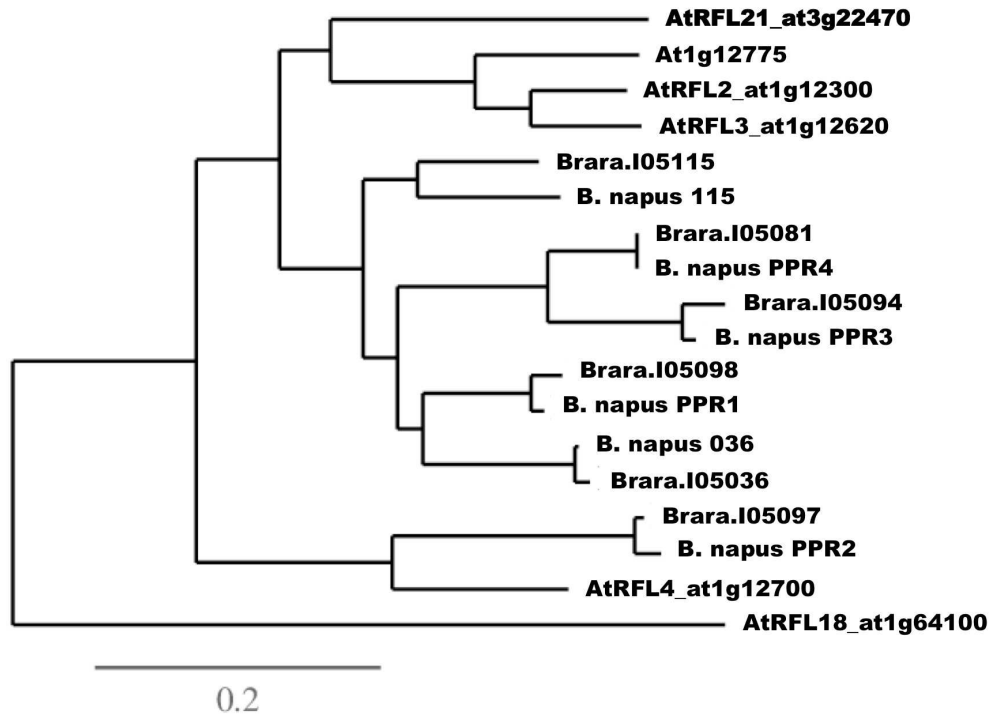 AtRFL21_at3g22470
At1g12775
AtRFL2_at1g12300
AtRFL3_at1g12620
Brara.I05115
B. napus 115
Brara.I05081
B. napus PPR4
Brara.I05094
B. napus PPR3
Brara.I05098
B. napus PPR1
B. napus 036
Brara.I05036
Brara.I05097
B. napus PPR2
AtRFL4_at1g12700
AtRFL18_at1g64100
0.2